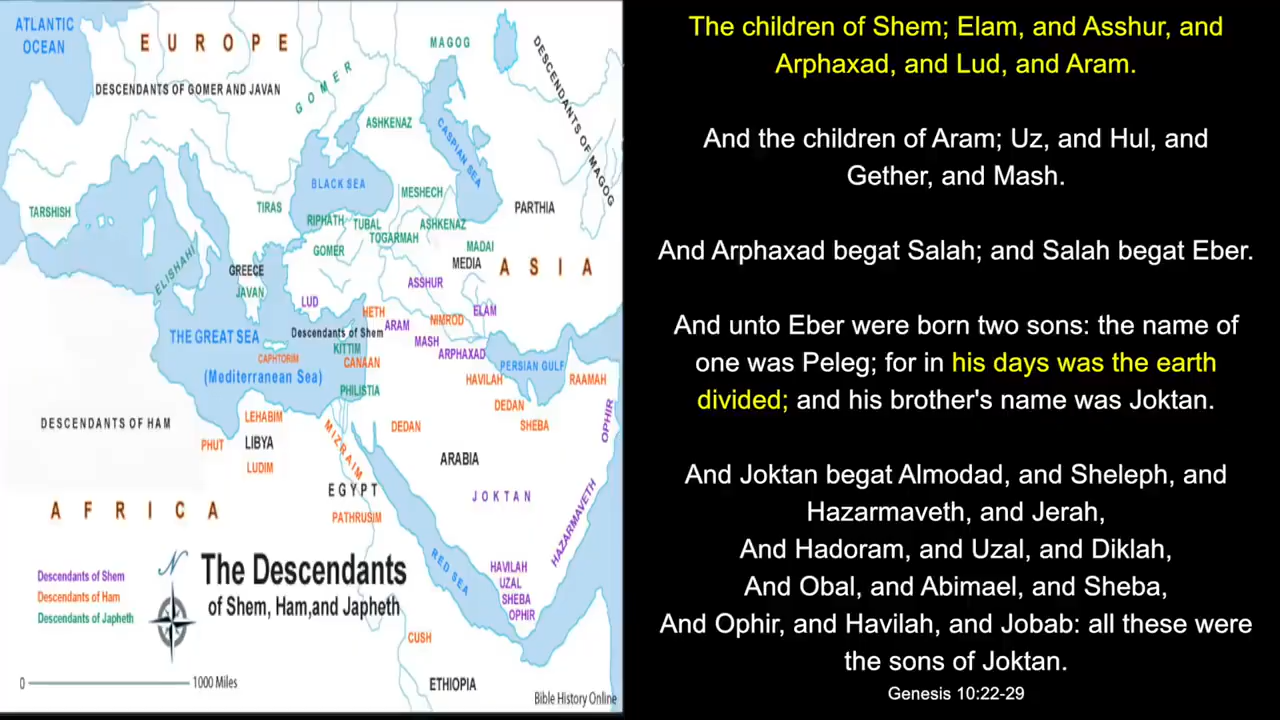 ATLANTIC
OCEAN
EUROPE
DESCENDANTS OF GOMER AND JAVAN
GOMER
MAGOG
DESCENDANTS OF MAGOG
ASHKENAZ
CASPIAN SEA
BLACK SEA
MESHECH
PARTHIA
TARSHISH
TIRAS
RIPHATH
TUBAL
ASHKENAZ
TOGARMAH
GOMER
MADAI
MEDIA
ASIA
ELISHAHI
GREECE
JAVAN
ASSHUR
LUD
HETH
ELAM
ARAM
NIMROD
THE GREAT SEA
Descendants of Shem
MASH
KITTIM
CAPHTORIM
CANAAN
ARPHAXAD
PERSIAN GULF
(Mediterranean Sea)
HAVILAH
RAAMAH
PHILISTIA
DEDAN
OPHIR
DESCENDANTS OF HAM
LEHABIM
DEDAN
SHEBA
PHUT
LIBYA
MIZRAIM
LUDIM
ARABIA
EGYPT
JOKTAN
HAZARMAVETH
AFRICA
PATHRUSIM
N
The Descendants
of Shem, Ham,and Japheth
RED SEA
HAVILAH
UZAL
SHEBA
OPHIR
Descendants of Shem
Descendants of Ham
Descendants of Japheth
CUSH
0 1000 Miles
ETHIOPIA
Bible History Online
The children of Shem; Elam, and Asshur, and
Arphaxad, and Lud, and Aram.
And the children of Aram; Uz, and Hul, and
Gether, and Mash.
And Arphaxad begat Salah; and Salah begat Eber.
And unto Eber were born two sons: the name of
one was Peleg; for in his days was the earth
divided; and his brother's name was Joktan.
And Joktan begat Almodad, and Sheleph, and
Hazarmaveth, and Jerah,
And Hadoram, and Uzal, and Diklah,
And Obal, and Abimael, and Sheba,
And Ophir, and Havilah, and Jobab: all these were
the sons of Joktan.
Genesis 10:22-29